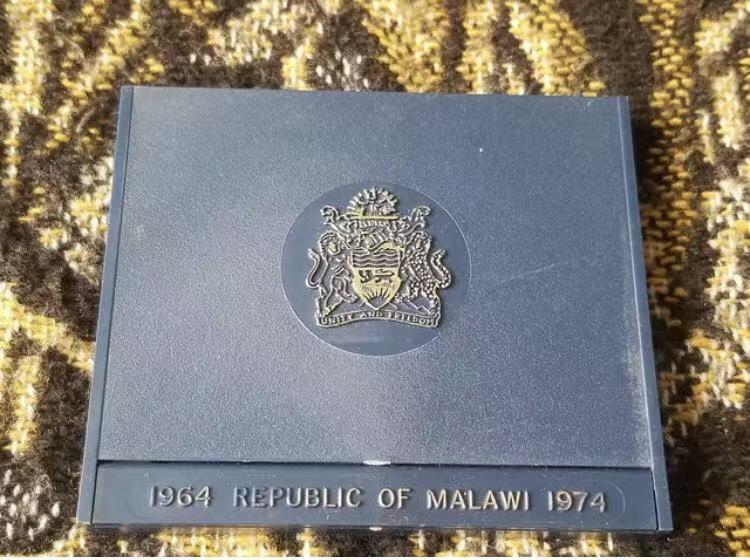 UNITY AND FREEDOM
1964 REPUBLIC OF MALAWI 1974